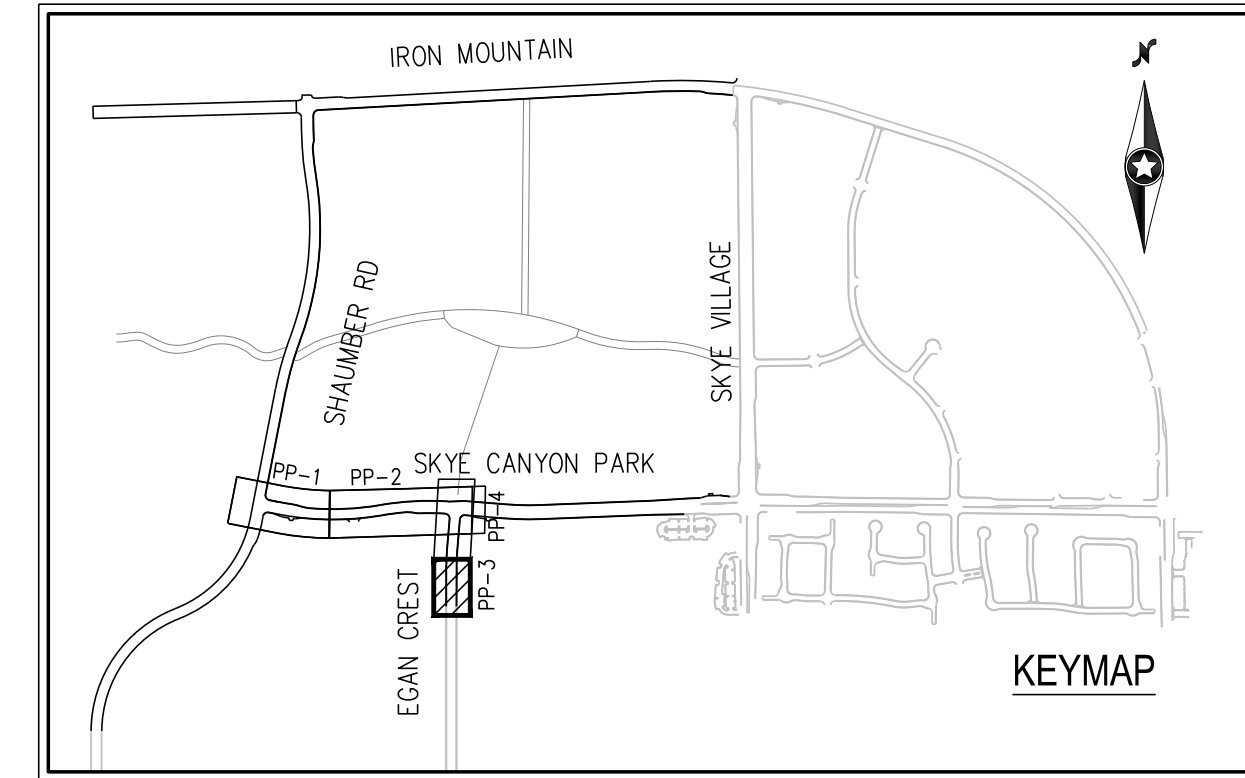 IRON MOUNTAIN
N
SHAUMBER RD
SKYE VILLAGE
PP-1
PP-2
SKYE CANYON PARK
PP-4
PP-3
EGAN CREST
KEYMAP